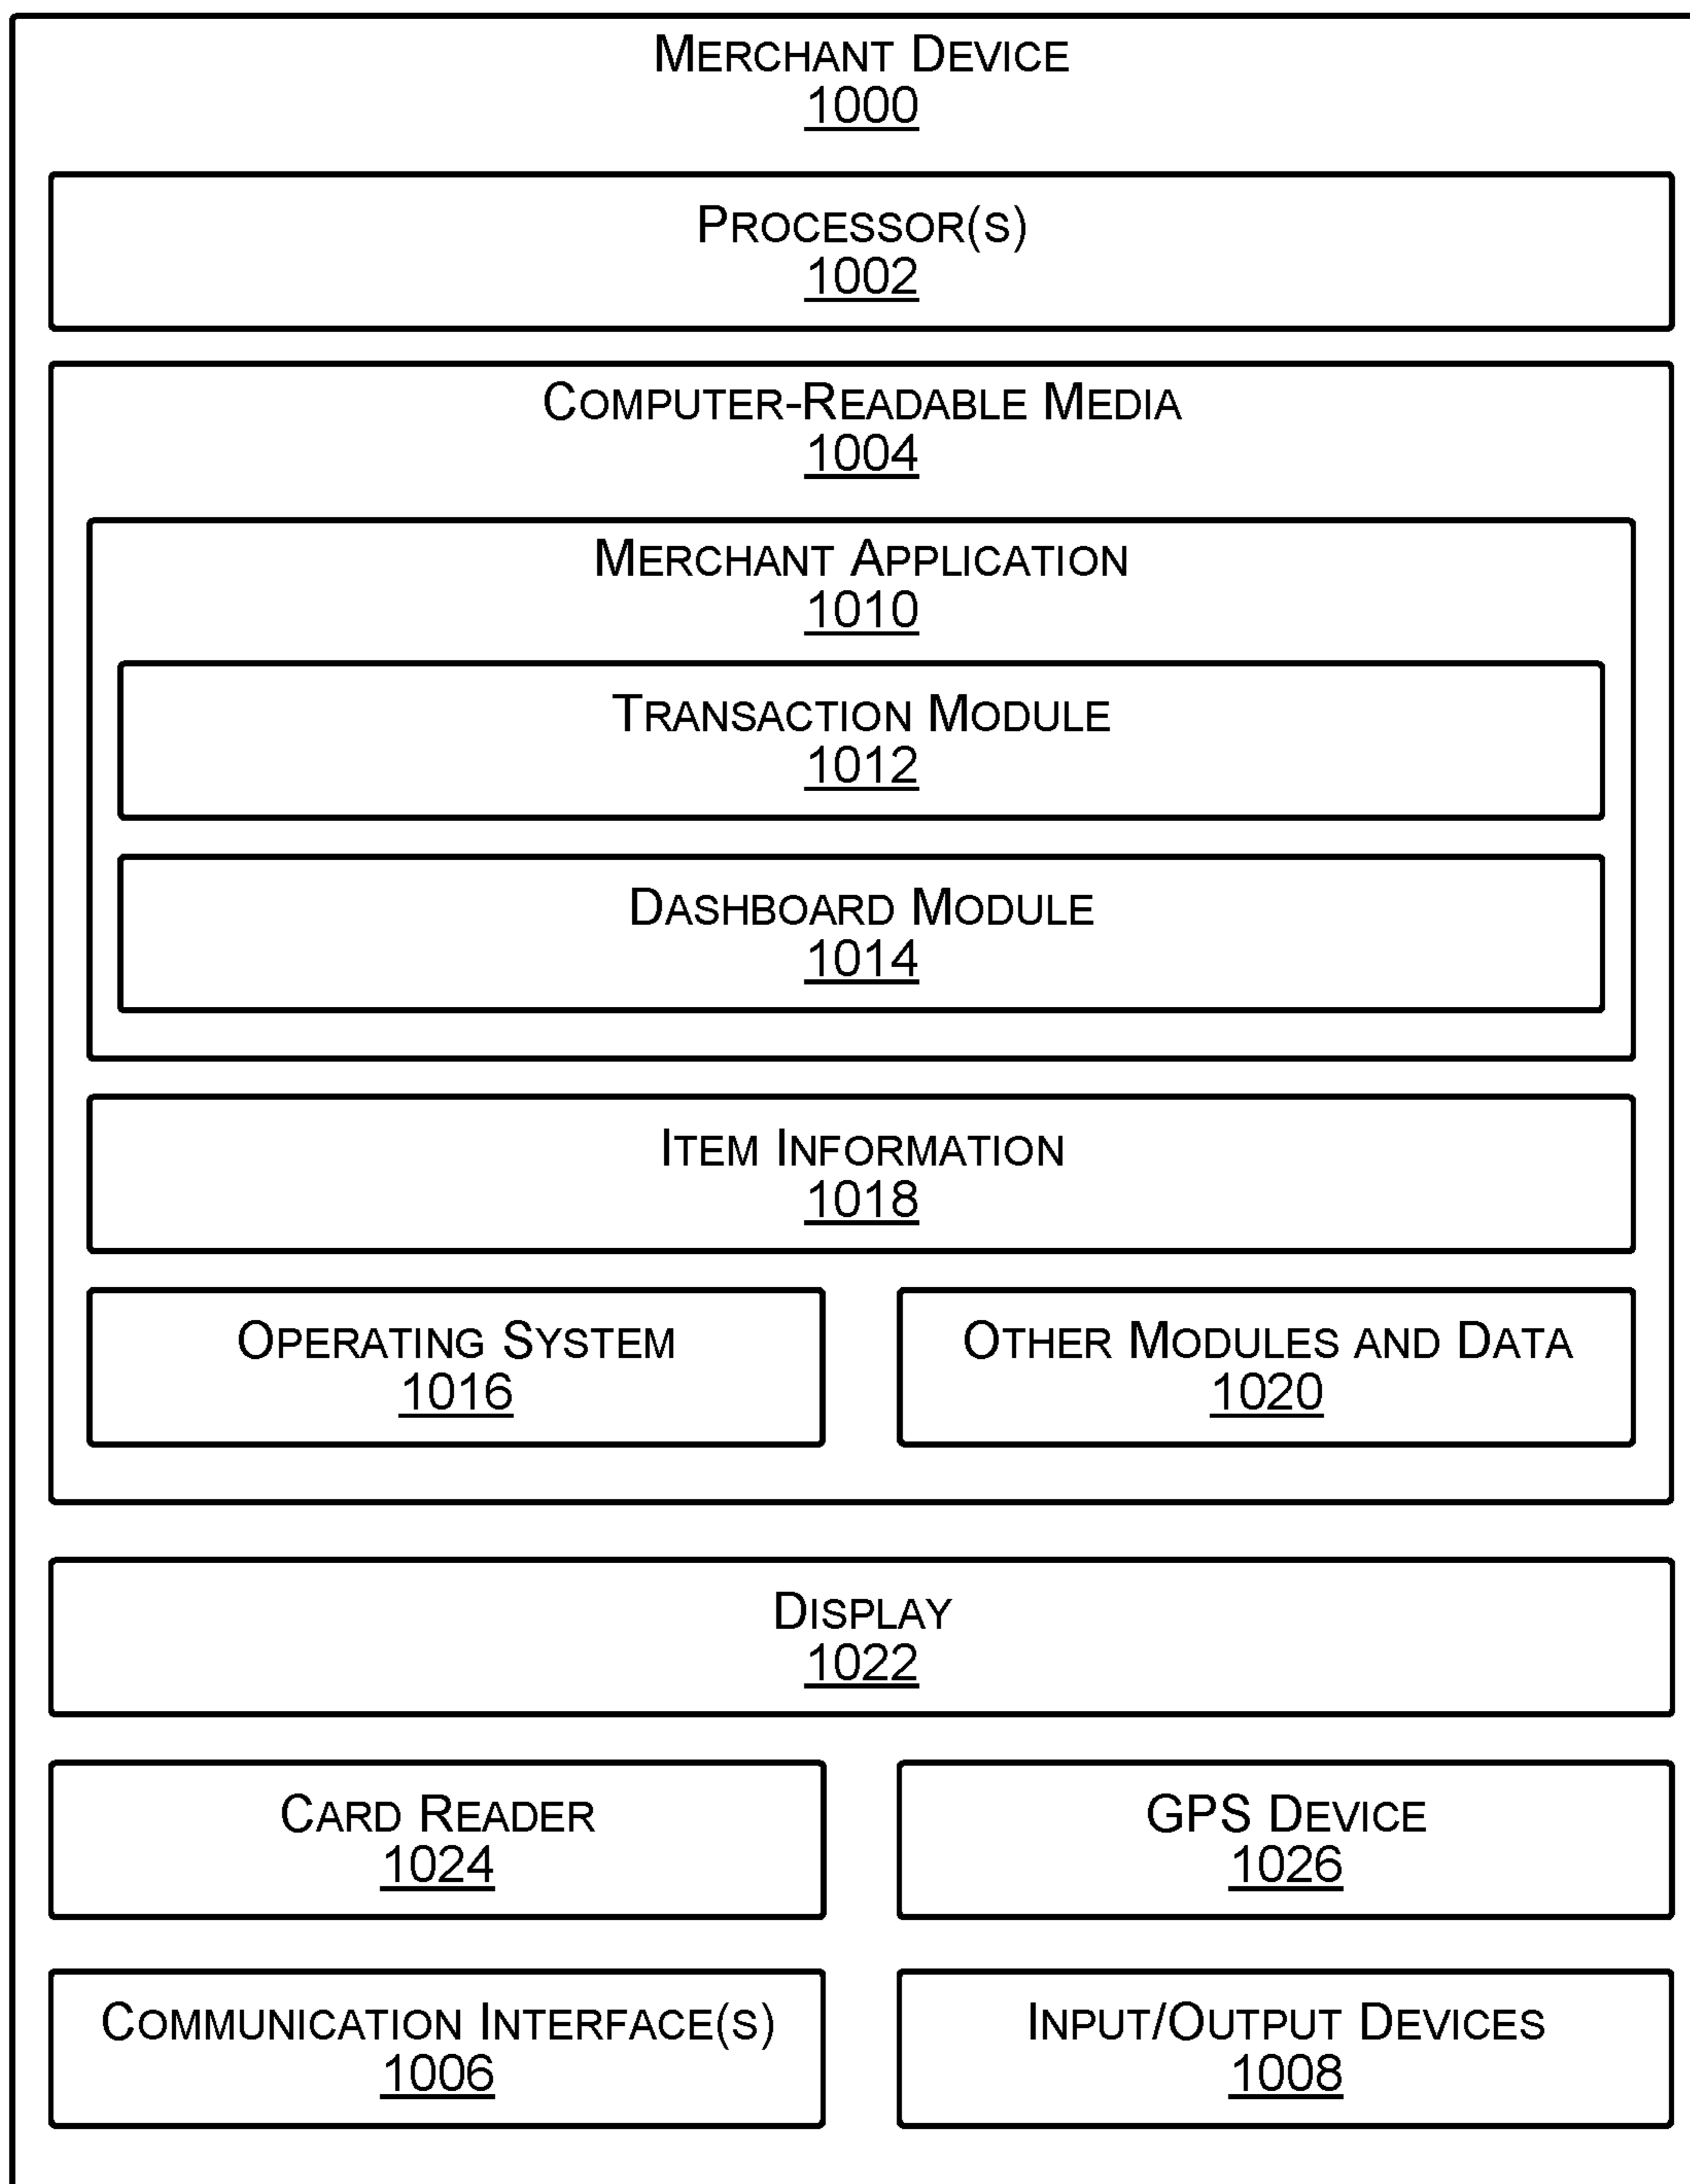 MERCHANT DEVICE
1000
PROCESSOR(S)
1002
COMPUTER-READABLE MEDIA
1004
MERCHANT APPLICATION
1010
TRANSACTION MODULE
1012
DASHBOARD MODULE
1014
ITEM INFORMATION
1018
OPERATING SYSTEM
1016
OTHER MODULES AND DATA
1020
DISPLAY
1022
CARD READER
1024
GPS DEVICE
1026
COMMUNICATION INTERFACE(S)
1006
INPUT/OUTPUT DEVICES
1008